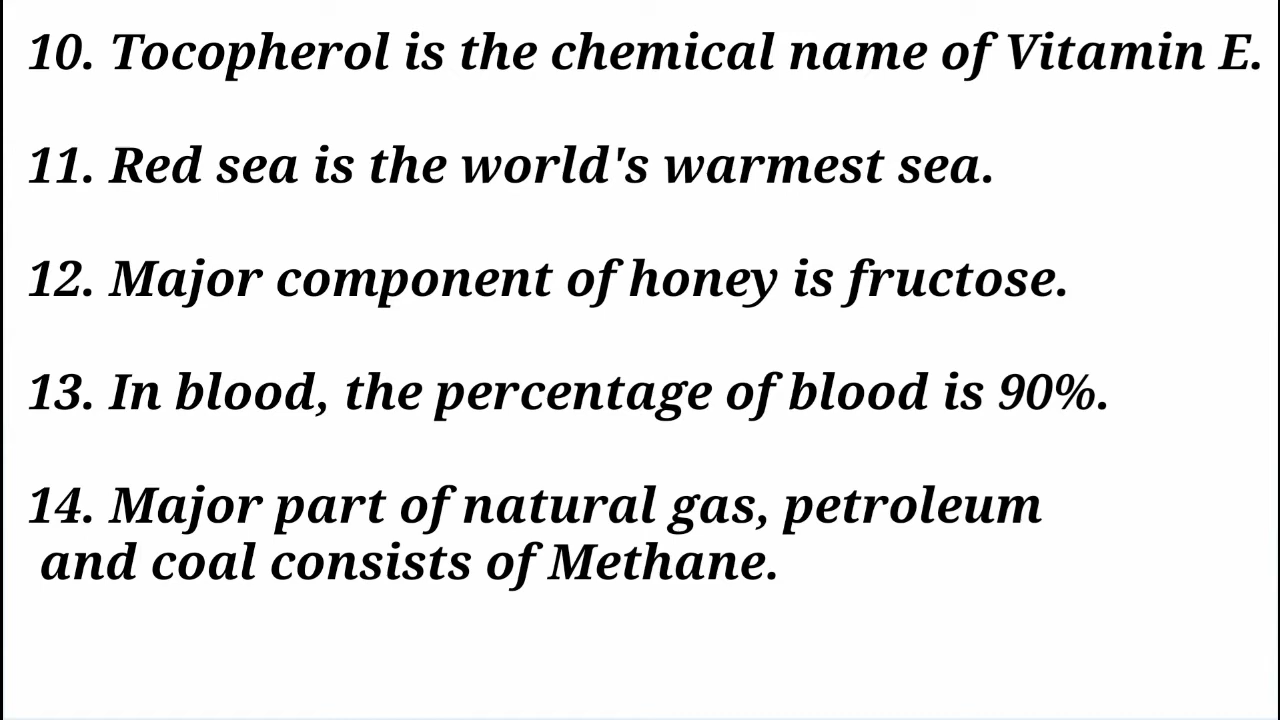 10. Tocopherol is the chemical name of Vitamin E.
11. Red sea is the world's warmest sea.
12. Major component of honey is fructose.
13. In blood, the percentage of blood is 90%.
14. Major part of natural gas, petroleum
and coal consists of Methane.